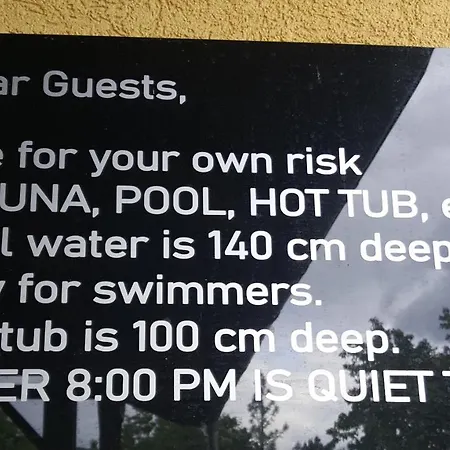 ar Guests,
e for your own risk
UNA, POOL, HOT TUB, e
l water is 140 cm deep
y for swimmers.
tub is 100 cm deep.
ER 8:00 PM IS QUIET T